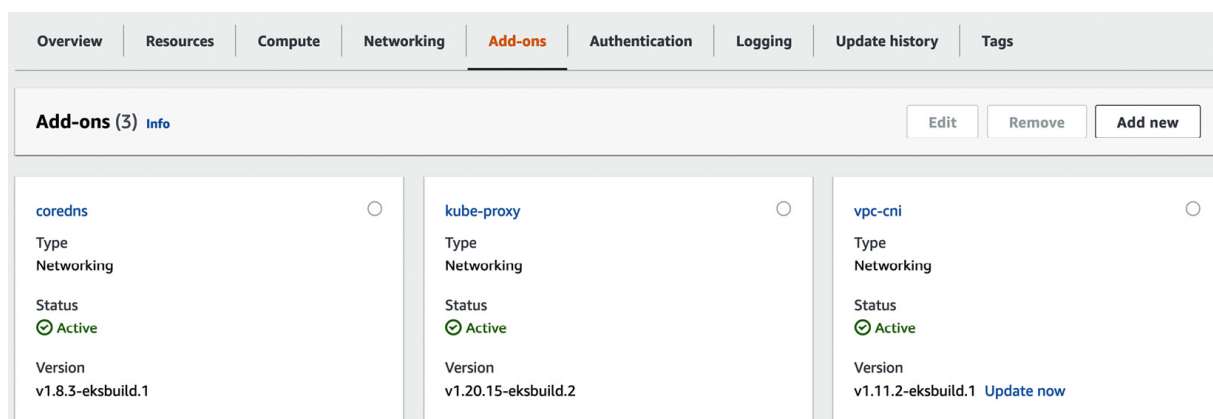 Overview Resources Compute Networking Add-ons Authentication Logging Update history Tags
Add-ons (3) Info Edit Remove Add new
coredns
Type
Networking
Status
Active
Version
v1.8.3-eksbuild.1
kube-proxy
Type
Networking
Status
Active
Version
v1.20.15-eksbuild.2
vpc-cni
Type
Networking
Status
Active
Version
v1.11.2-eksbuild.1 Update now